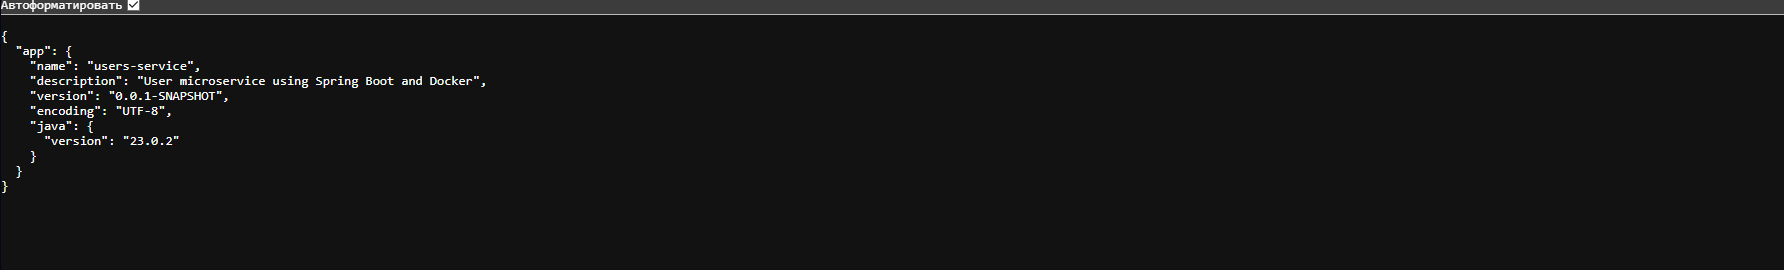 Автоформатировать
{
  "app": {
    "name": "users-service",
    "description": "User microservice using Spring Boot and Docker",
    "version": "0.0.1-SNAPSHOT",
    "encoding": "UTF-8",
    "java": {
      "version": "23.0.2"
    }
  }
}